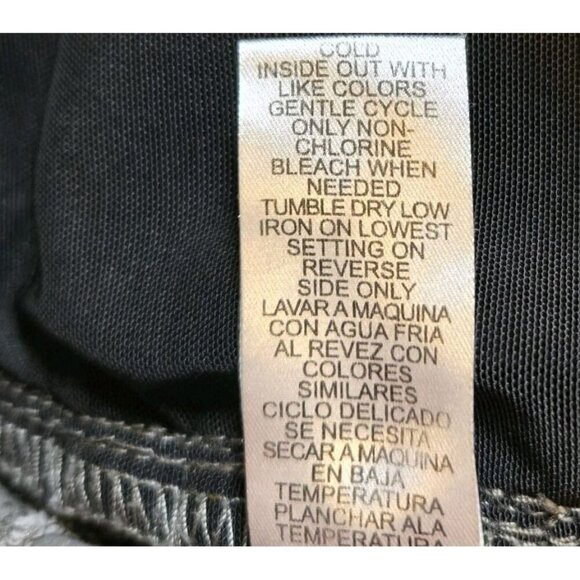 COLD
INSIDE OUT WITH
LIKE COLORS
GENTLE CYCLE
ONLY NON-
CHLORINE
BLEACH WHEN
NEEDED
TUMBLE DRY LOW
IRON ON LOWEST
SETTING ON
REVERSE
SIDE ONLY
LAVAR A MAQUINA
CON AGUA FRIA
AL REVEZ CON
COLORES
SIMILARES
CICLO DELICADO
SE NECESITA
SECAR A MAQUINA
EN BAJA
TEMPERATURA
PLANCHAR ALA
TEMPERATURA